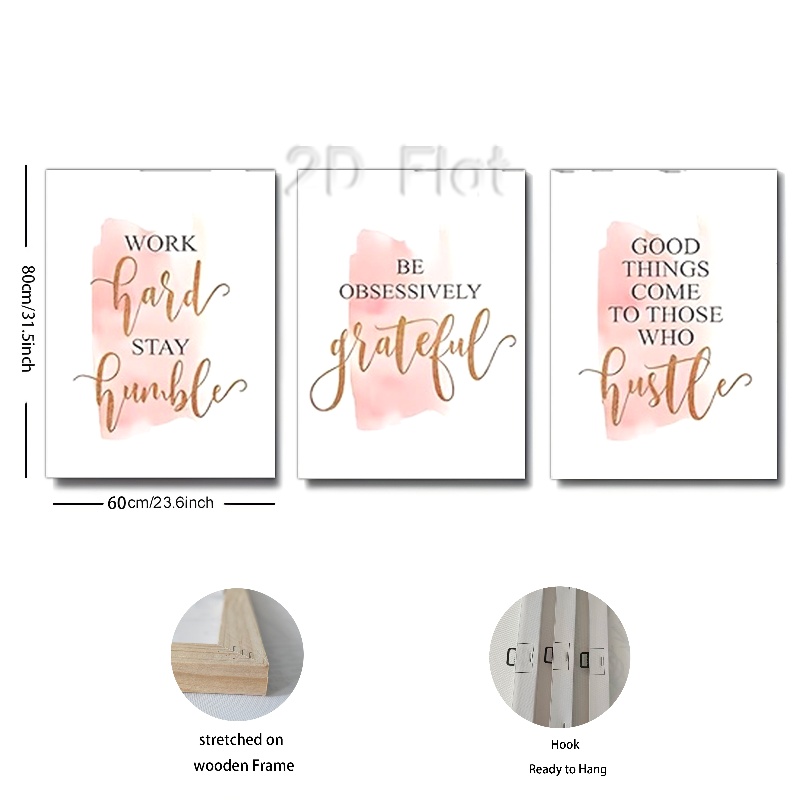 2D Flat
80cm/31.5inch
WORK
hard
STAY
humble
BE
OBSESSIVELY
grateful
GOOD
THINGS
COME
TO THOSE
WHO
hustle
60cm/23.6inch
stretched on
wooden Frame
Hook
Ready to Hang